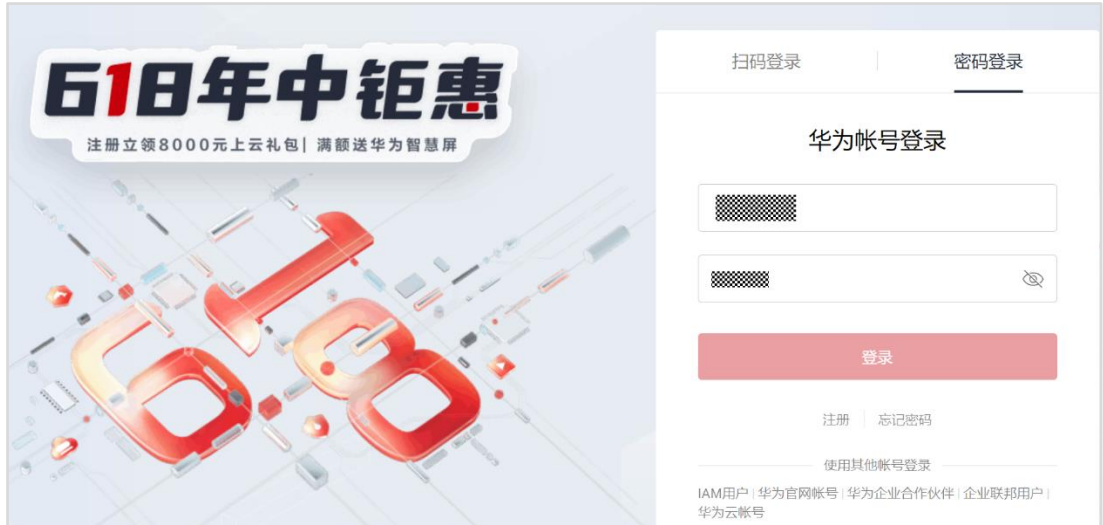 618年中钜惠
注册立领8000元上云礼包| 满额送华为智慧屏
618
扫码登录 | 密码登录
华为帐号登录
登录
注册 | 忘记密码
使用其他帐号登录
IAM用户 | 华为官网帐号 | 华为企业合作伙伴 | 企业联邦用户 |
华为云帐号